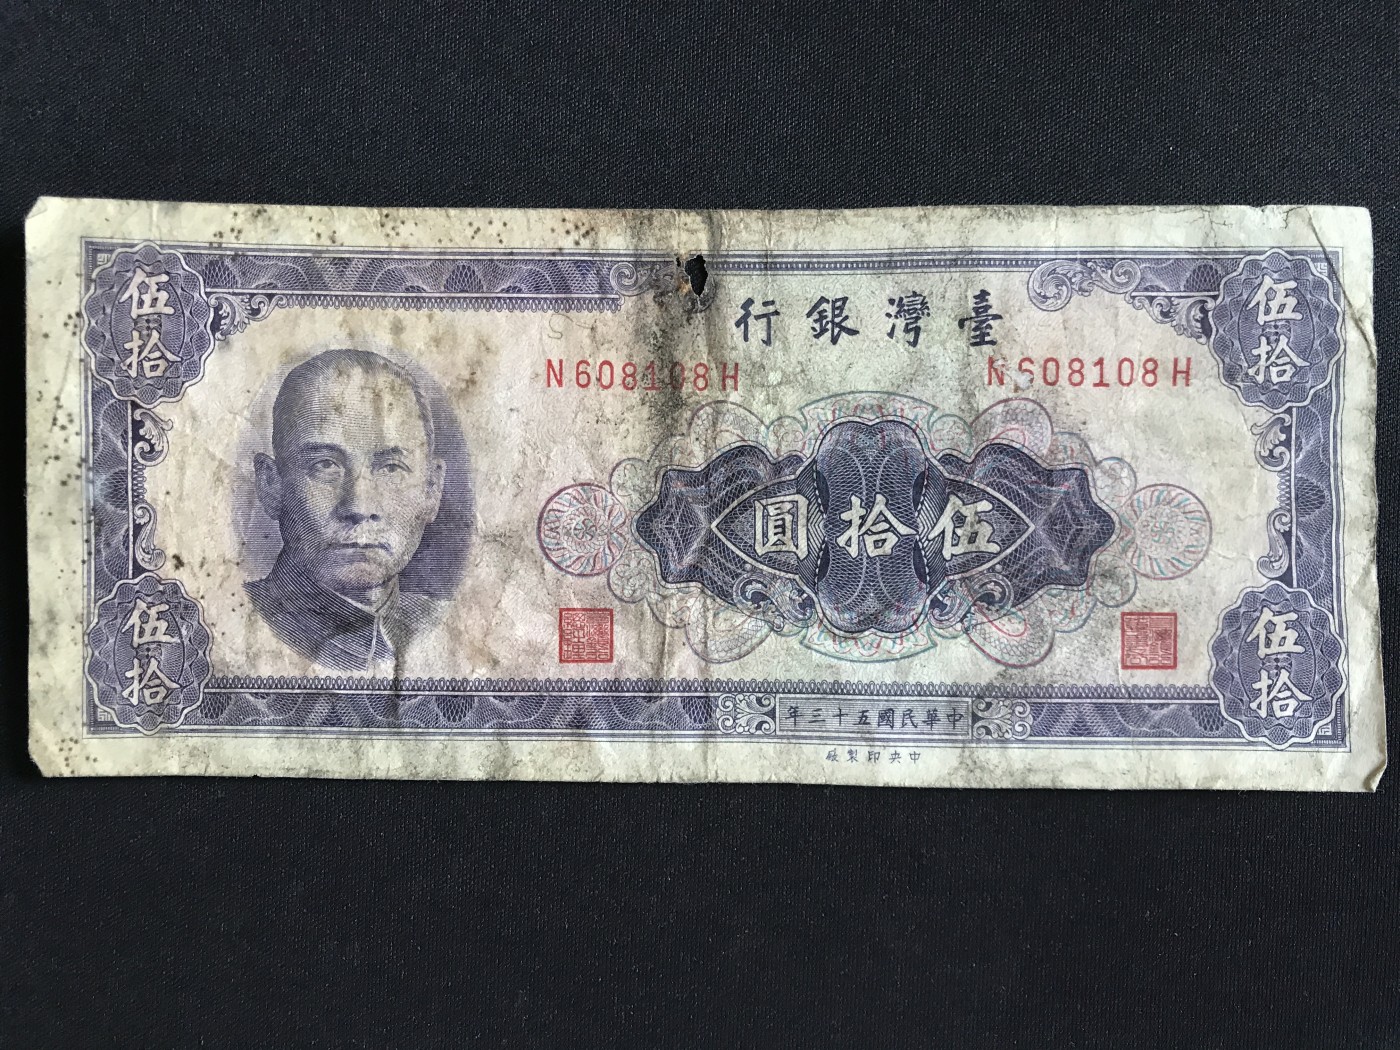 臺灣銀行
伍拾
伍拾
N608108H
N608108H
伍拾圓
伍拾
伍拾
中華民國五十三年
中央印製廠